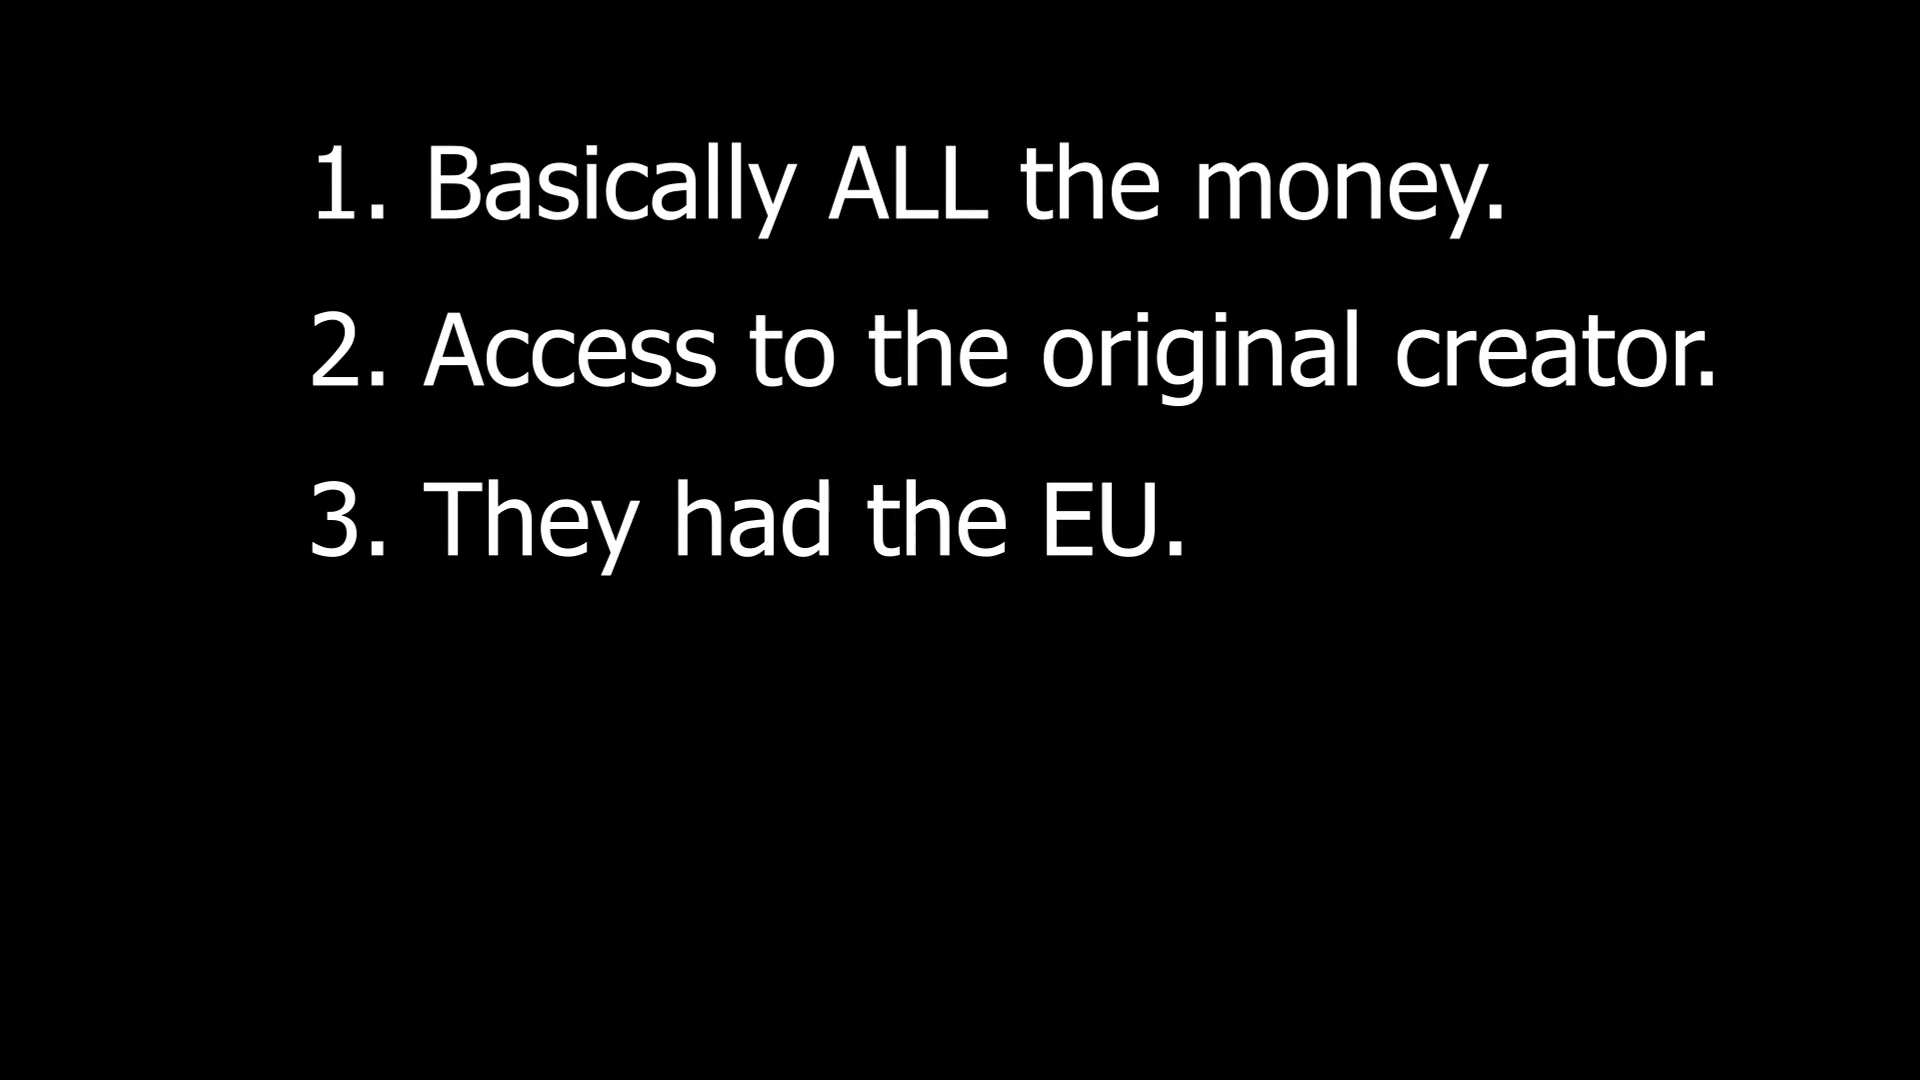 1. Basically ALL the money.
2. Access to the original creator.
3. They had the EU.